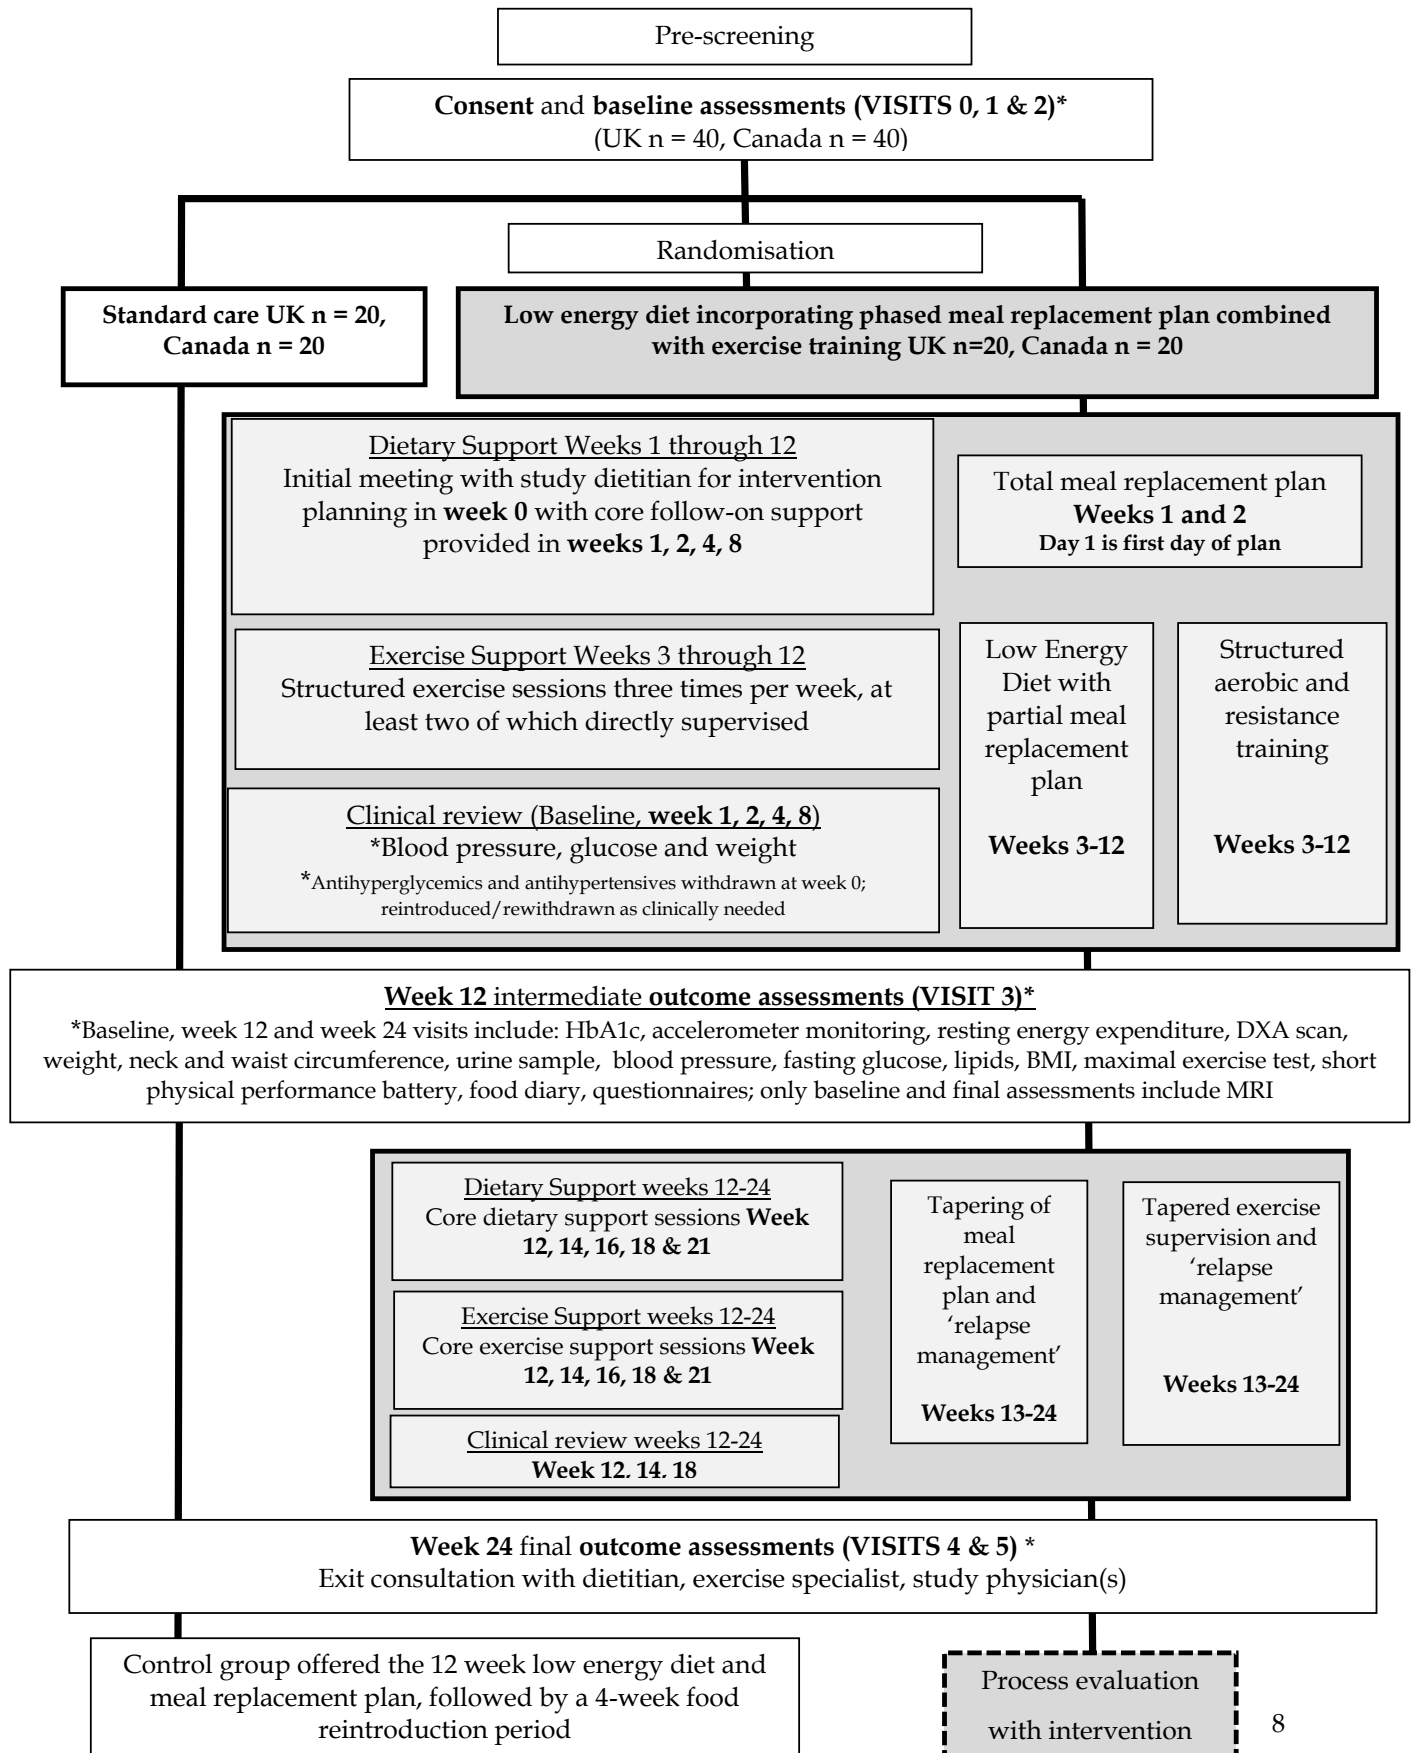 Pre-screening
Consent and baseline assessments (VISITS 0, 1 & 2)*
(UK n = 40, Canada n = 40)
Randomisation
Standard care UK n = 20,
Canada n = 20
Low energy diet incorporating phased meal replacement plan combined
with exercise training UK n=20, Canada n = 20
Dietary Support Weeks 1 through 12
Initial meeting with study dietitian for intervention
planning in week 0 with core follow-on support
provided in weeks 1, 2, 4, 8
Total meal replacement plan
Weeks 1 and 2
Day 1 is first day of plan
Exercise Support Weeks 3 through 12
Structured exercise sessions three times per week, at
least two of which directly supervised
Low Energy
Diet with
partial meal
replacement
plan
Weeks 3-12
Structured
aerobic and
resistance
training
Weeks 3-12
Clinical review (Baseline, week 1, 2, 4, 8)
*Blood pressure, glucose and weight
*Antihyperglycemics and antihypertensives withdrawn at week 0;
reintroduced/rewithdrawn as clinically needed
Week 12 intermediate outcome assessments (VISIT 3)*
*Baseline, week 12 and week 24 visits include: HbA1c, accelerometer monitoring, resting energy expenditure, DXA scan,
weight, neck and waist circumference, urine sample, blood pressure, fasting glucose, lipids, BMI, maximal exercise test, short
physical performance battery, food diary, questionnaires; only baseline and final assessments include MRI
Dietary Support weeks 12-24
Core dietary support sessions Week
12, 14, 16, 18 & 21
Exercise Support weeks 12-24
Core exercise support sessions Week
12, 14, 16, 18 & 21
Clinical review weeks 12-24
Week 12, 14, 18
Tapering of
meal
replacement
plan and
‘relapse
management’
Weeks 13-24
Tapered exercise
supervision and
‘relapse
management’
Weeks 13-24
Week 24 final outcome assessments (VISITS 4 & 5) *
Exit consultation with dietitian, exercise specialist, study physician(s)
Control group offered the 12 week low energy diet and
meal replacement plan, followed by a 4-week food
reintroduction period
Process evaluation
with intervention
8